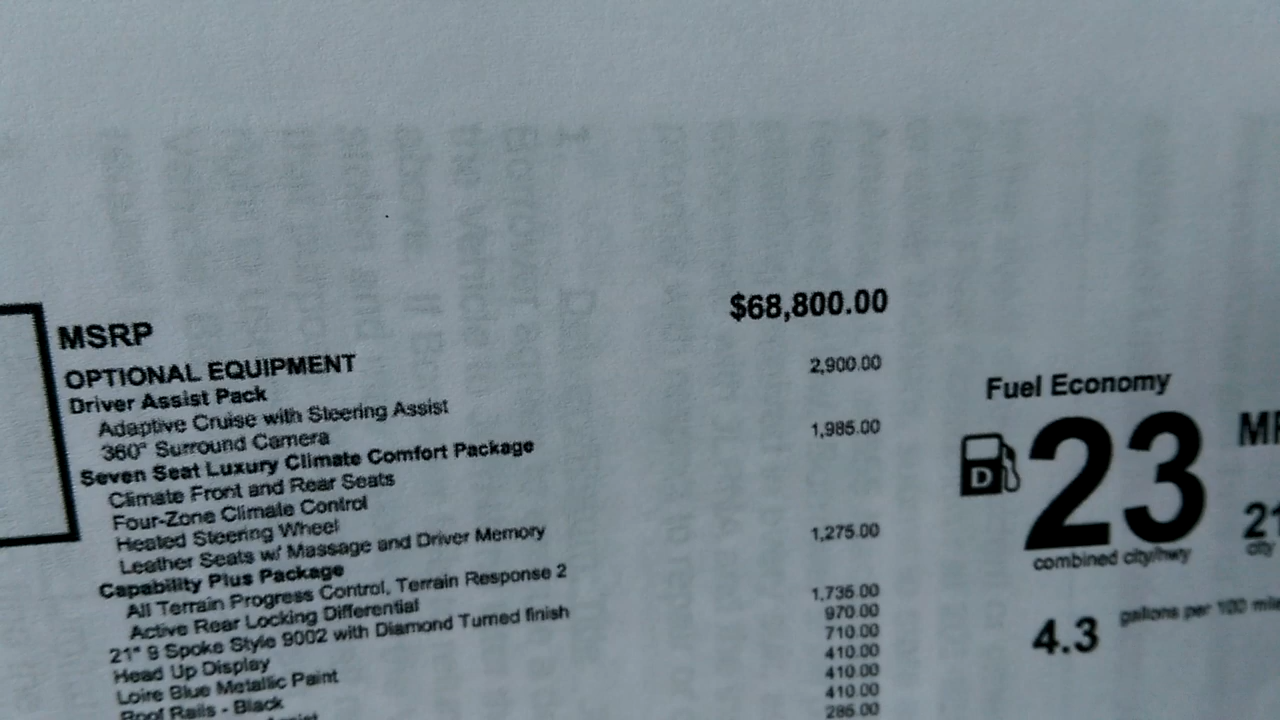 MSRP $68,800.00
OPTIONAL EQUIPMENT
Driver Assist Pack 2,900.00
Adaptive Cruise with Steering Assist
360° Surround Camera
Seven Seat Luxury Climate Comfort Package 1,985.00
Climate Front and Rear Seats
Four-Zone Climate Control
Heated Steering Wheel
Leather Seats w/ Massage and Driver Memory
Capability Plus Package 1,275.00
All Terrain Progress Control, Terrain Response 2
Active Rear Locking Differential
21" 9 Spoke Style 9002 with Diamond Turned finish 1,735.00
Head Up Display 970.00
Loire Blue Metallic Paint 710.00
Roof Rails - Black 410.00
410.00
410.00
285.00
Fuel Economy
D 23
combined city/hwy
21
city
4.3 gallons per 100